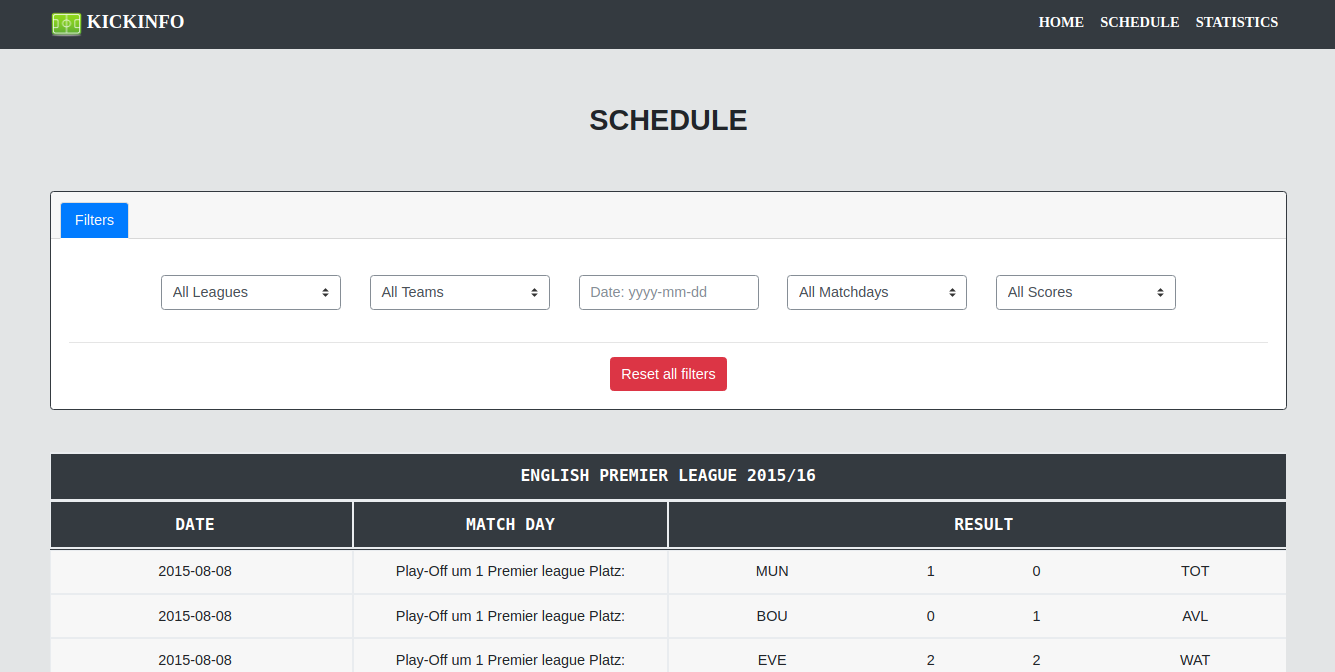 KICKINFO HOME SCHEDULE STATISTICS
SCHEDULE
Filters
All Leagues All Teams Date: yyyy-mm-dd All Matchdays All Scores
Reset all filters
ENGLISH PREMIER LEAGUE 2015/16
DATE MATCH DAY RESULT
2015-08-08 Play-Off um 1 Premier league Platz: MUN 1 0 TOT
2015-08-08 Play-Off um 1 Premier league Platz: BOU 0 1 AVL
2015-08-08 Play-Off um 1 Premier league Platz: EVE 2 2 WAT